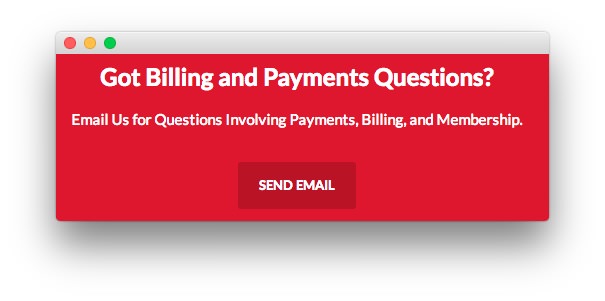 Got Billing and Payments Questions?
Email Us for Questions Involving Payments, Billing, and Membership.
SEND EMAIL